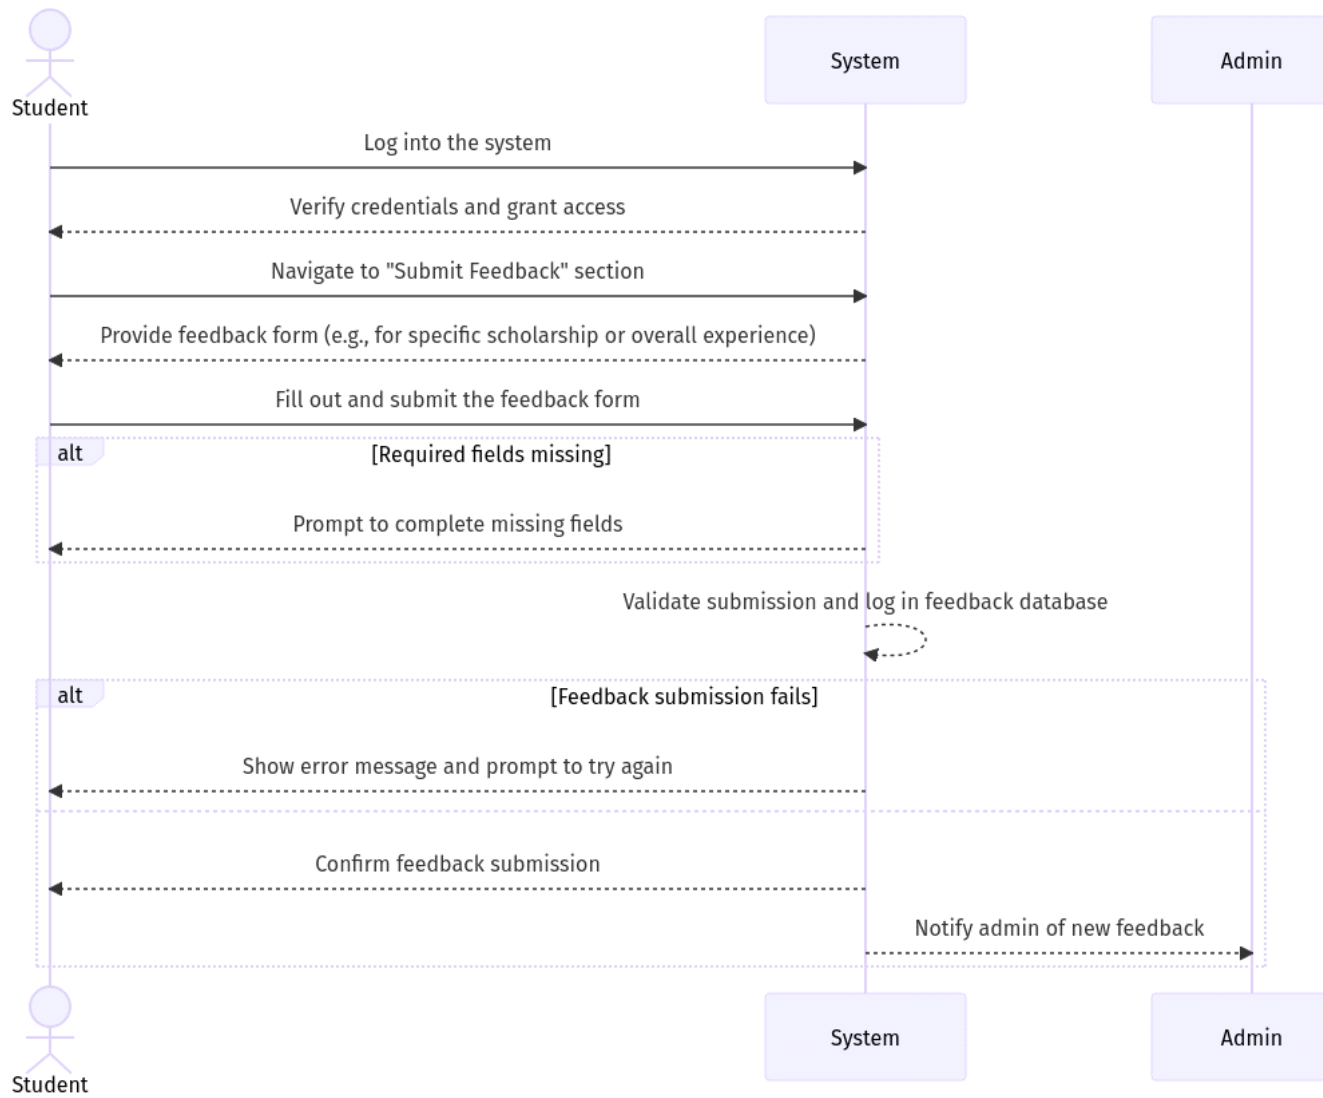 System
Admin
Student
Log into the system
Verify credentials and grant access
Navigate to "Submit Feedback" section
Provide feedback form (e.g., for specific scholarship or overall experience)
Fill out and submit the feedback form
alt
[Required fields missing]
Prompt to complete missing fields
Validate submission and log in feedback database
alt
[Feedback submission fails]
Show error message and prompt to try again
Confirm feedback submission
Notify admin of new feedback
System
Admin
Student